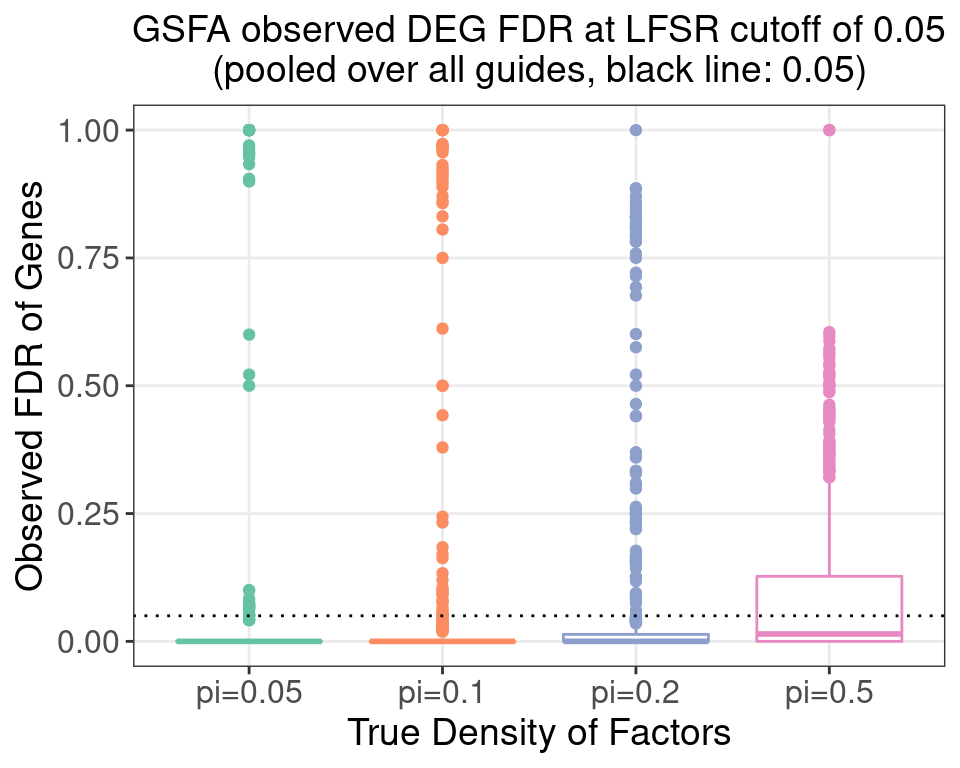 GSFA observed DEG FDR at LFSR cutoff of 0.05
(pooled over all guides, black line: 0.05)
Observed FDR of Genes
1.00
0.75
0.50
0.25
0.00
pi=0.05 pi=0.1 pi=0.2 pi=0.5
True Density of Factors